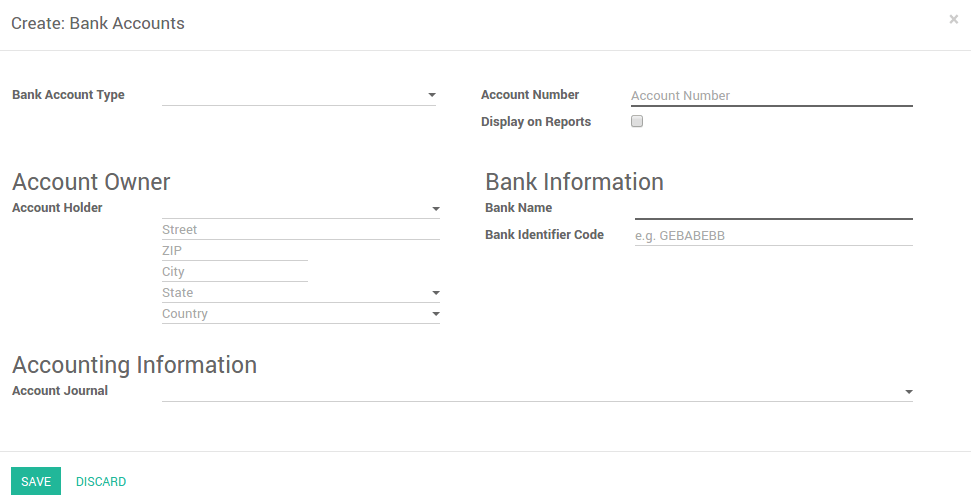 Create: Bank Accounts
×
Bank Account Type
Account Number Account Number
Display on Reports
Account Owner
Account Holder
Street
ZIP
City
State
Country
Bank Information
Bank Name
Bank Identifier Code e.g. GEBABEBB
Accounting Information
Account Journal
SAVE DISCARD